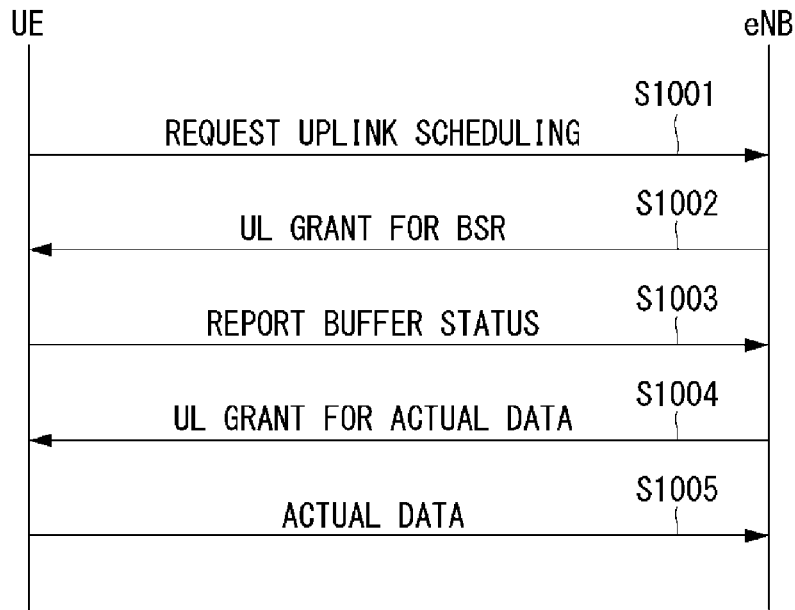 UE
eNB
S1001
REQUEST UPLINK SCHEDULING
S1002
UL GRANT FOR BSR
S1003
REPORT BUFFER STATUS
S1004
UL GRANT FOR ACTUAL DATA
S1005
ACTUAL DATA